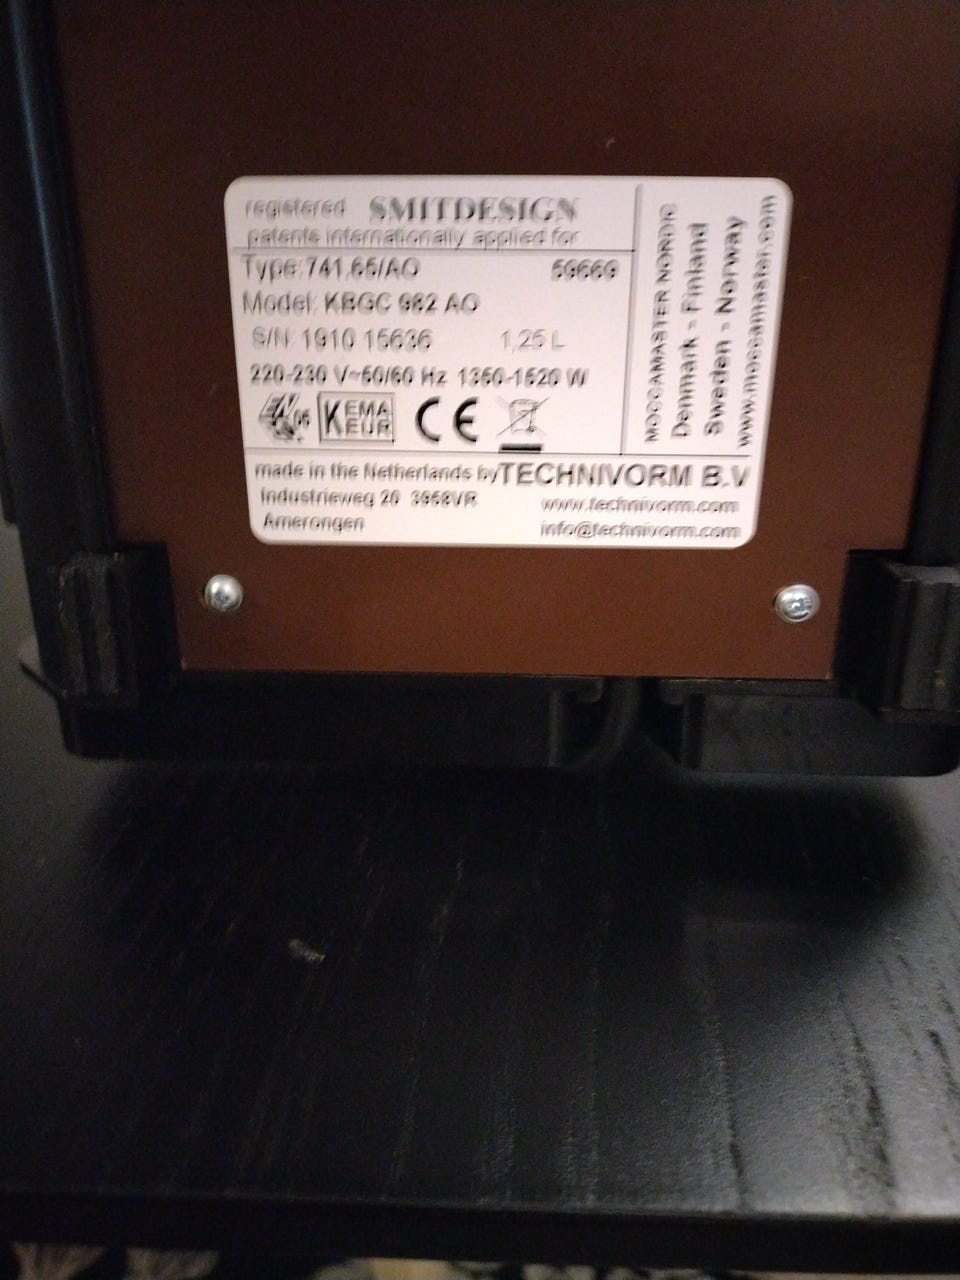 registered SMITDESIGN
patents internationally applied for
Type:741.65/AO 59669
Model: KBGC 982 AO
S/N: 1910 15636 1,25 L
220-230 V~50/60 Hz 1350-1520 W
KEMA
EUR
CE
made in the Netherlands by TECHNIVORM B.V
Industrieweg 20 3958VR www.technivorm.com
Amerongen info@technivorm.com
MOCCAMASTER NORDIC
Denmark - Finland
Sweden - Norway
www.moccamaster.com